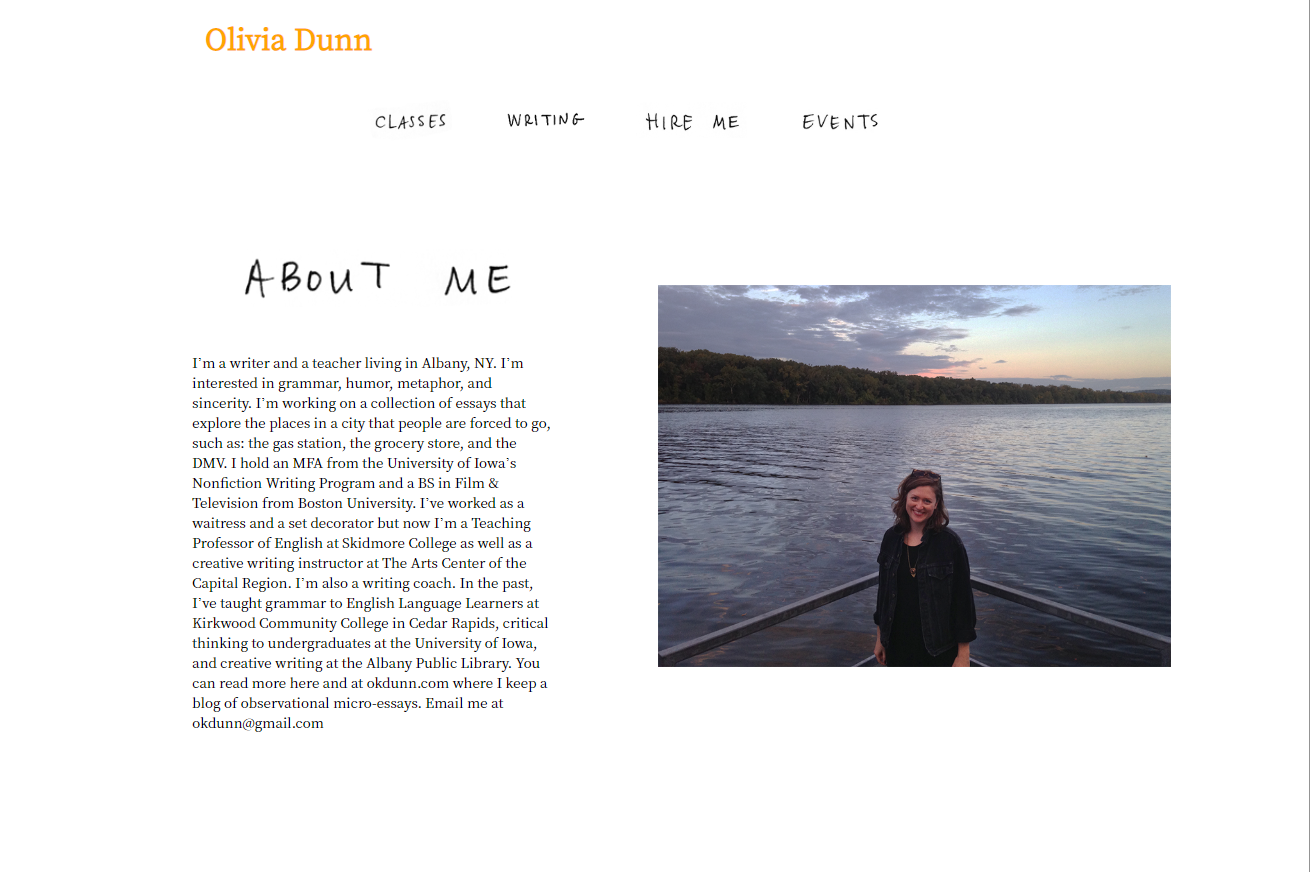 Olivia Dunn
CLASSES WRITING HIRE ME EVENTS
ABOUT ME
I’m a writer and a teacher living in Albany, NY. I’m
interested in grammar, humor, metaphor, and
sincerity. I’m working on a collection of essays that
explore the places in a city that people are forced to go,
such as: the gas station, the grocery store, and the
DMV. I hold an MFA from the University of Iowa’s
Nonfiction Writing Program and a BS in Film &
Television from Boston University. I’ve worked as a
waitress and a set decorator but now I’m a Teaching
Professor of English at Skidmore College as well as a
creative writing instructor at The Arts Center of the
Capital Region. I’m also a writing coach. In the past,
I’ve taught grammar to English Language Learners at
Kirkwood Community College in Cedar Rapids, critical
thinking to undergraduates at the University of Iowa,
and creative writing at the Albany Public Library. You
can read more here and at okdunn.com where I keep a
blog of observational micro-essays. Email me at
okdunn@gmail.com